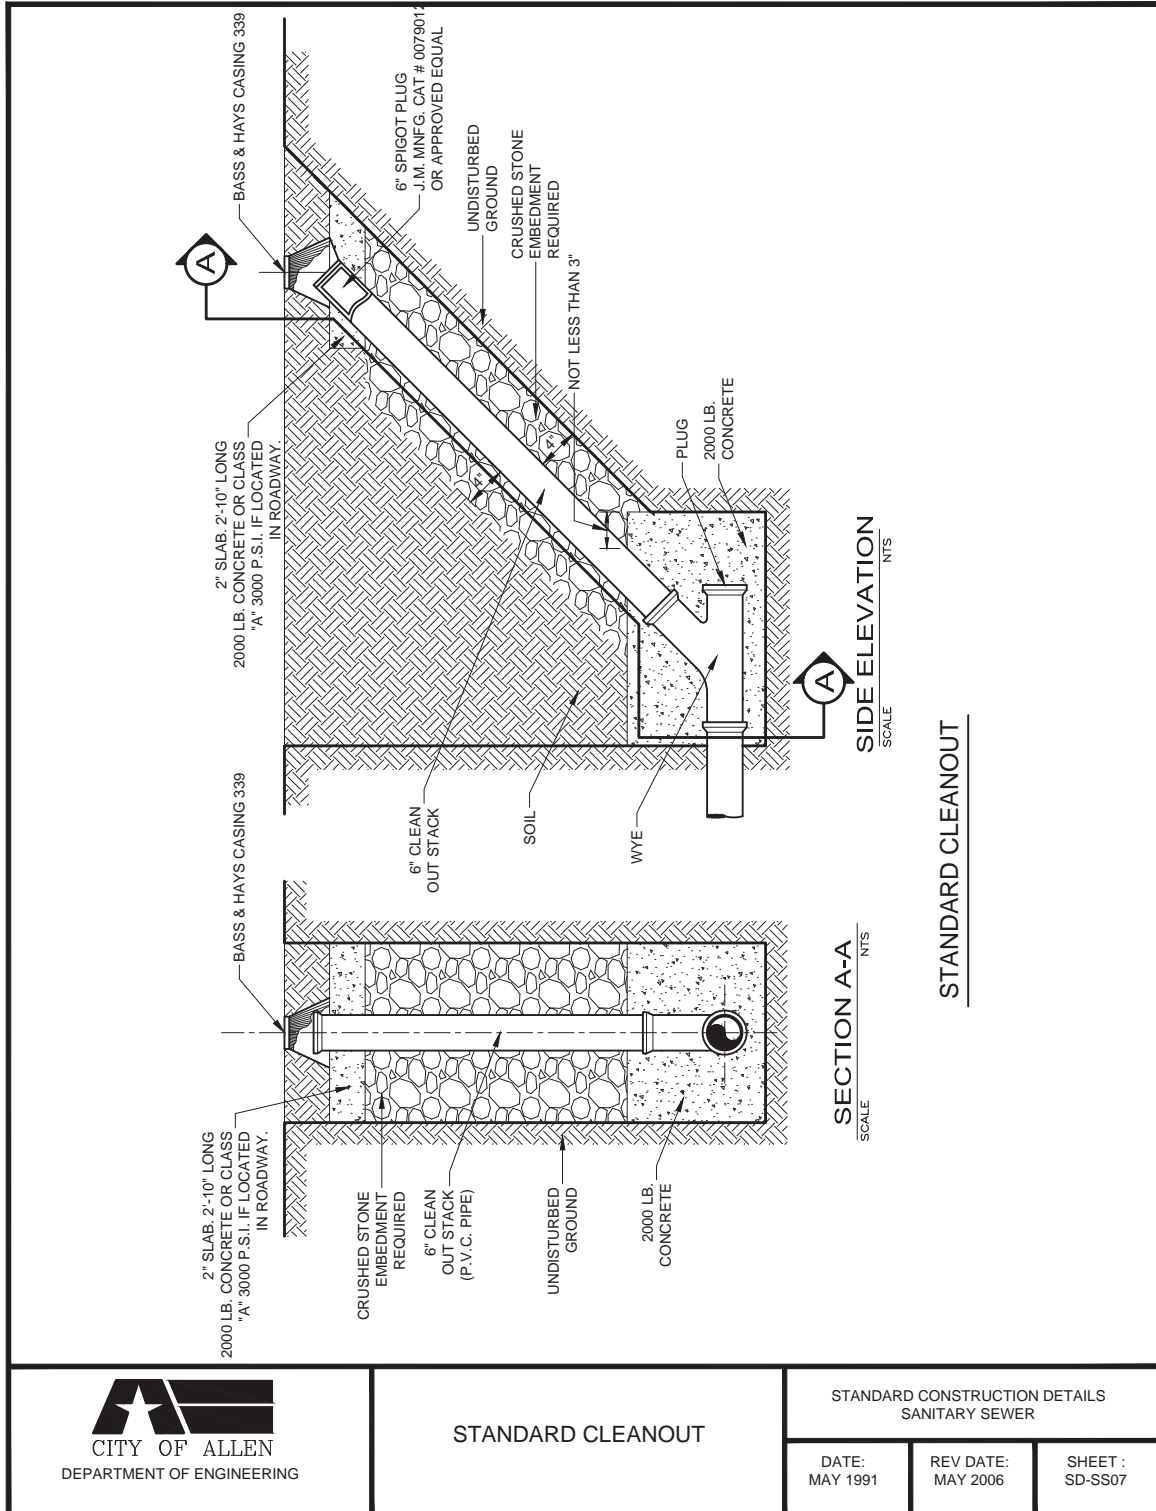 BASS & HAYS CASING 339
2" SLAB. 2'-10" LONG
2000 LB. CONCRETE OR CLASS
"A" 3000 P.S.I. IF LOCATED
IN ROADWAY.
CRUSHED STONE
EMBEDMENT
REQUIRED
6" CLEAN
OUT STACK
(P.V.C. PIPE)
UNDISTURBED
GROUND
2000 LB.
CONCRETE
SECTION A-A
SCALE
NTS
BASS & HAYS CASING 339
A
2" SLAB. 2'-10" LONG
2000 LB. CONCRETE OR CLASS
"A" 3000 P.S.I. IF LOCATED
IN ROADWAY.
6" SPIGOT PLUG
J.M. MNFG. CAT # 0079012
OR APPROVED EQUAL
UNDISTURBED
GROUND
CRUSHED STONE
EMBEDMENT
REQUIRED
NOT LESS THAN 3"
4"
4"
PLUG
2000 LB.
CONCRETE
6" CLEAN
OUT STACK
SOIL
WYE
A
SIDE ELEVATION
SCALE
NTS
STANDARD CLEANOUT
CITY OF ALLEN
DEPARTMENT OF ENGINEERING
STANDARD CLEANOUT
STANDARD CONSTRUCTION DETAILS
SANITARY SEWER
DATE:
MAY 1991
REV DATE:
MAY 2006
SHEET :
SD-SS07